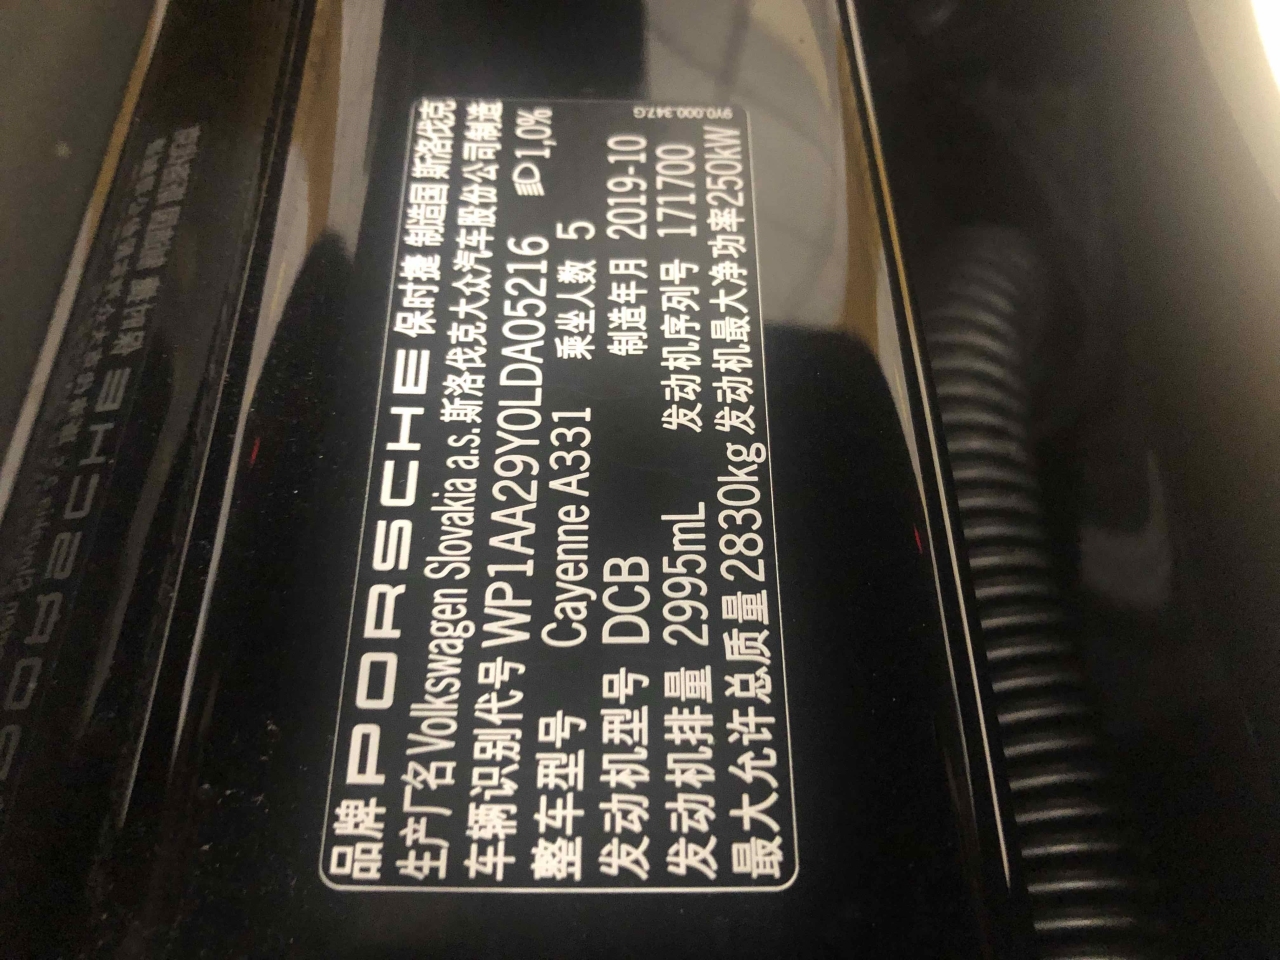 品牌 PORSCHE 保时捷 制造国 斯洛伐克
生产厂名 Volkswagen Slovakia a.s.斯洛伐克大众汽车股份公司制造
车辆识别代号 WP1AA29Y0LDA05216 1,0%
整车型号 Cayenne A331 乘坐人数 5
发动机型号 DCB 制造年月 2019-10
发动机排量 2995mL 发动机序列号 171700
最大允许总质量 2830kg 发动机最大净功率250kW
9Y0.000.347.G